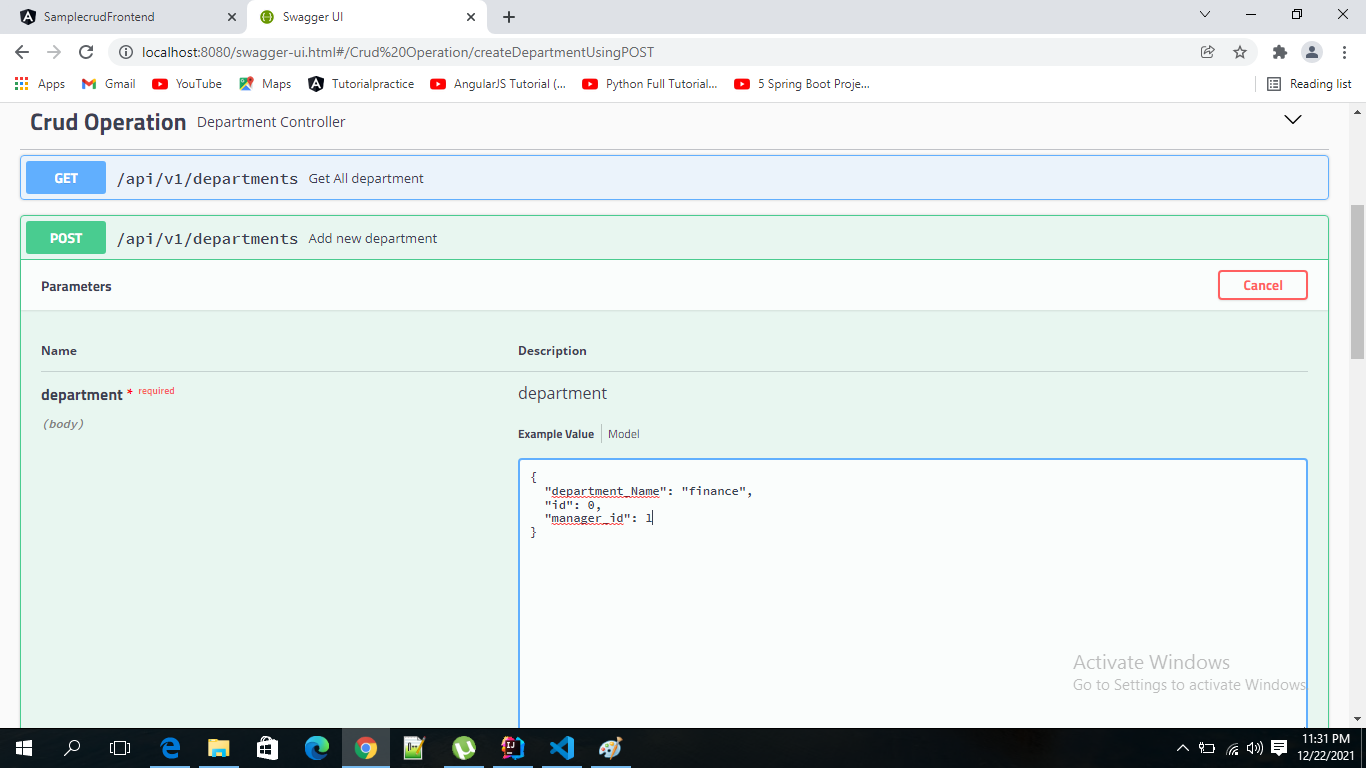 SamplecrudFrontend
Swagger UI
localhost:8080/swagger-ui.html#/Crud%20Operation/createDepartmentUsingPOST
Apps Gmail YouTube Maps Tutorialpractice AngularJS Tutorial (... Python Full Tutorial... 5 Spring Boot Proje... Reading list
Crud Operation Department Controller
GET /api/v1/departments Get All department
POST /api/v1/departments Add new department
Parameters Cancel
Name Description
department * required department
(body)
Example Value Model
{
"department_Name": "finance",
"id": 0,
"manager_id": 1
}
Activate Windows
Go to Settings to activate Windows
11:31 PM
12/22/2021